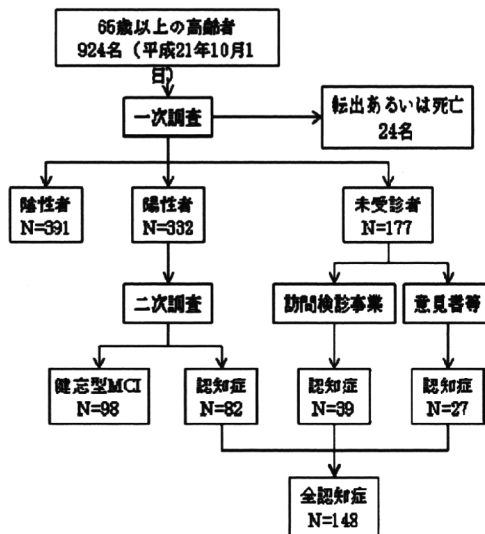 65歳以上の高齢者
924名（平成21年10月1
日）
一次調査
転出あるいは死亡
24名
陰性者
N=391
陽性者
N=332
未受診者
N=177
二次調査
訪問検診事業
意見書等
健忘型MCI
N=98
認知症
N=82
認知症
N=39
認知症
N=27
全認知症
N=148